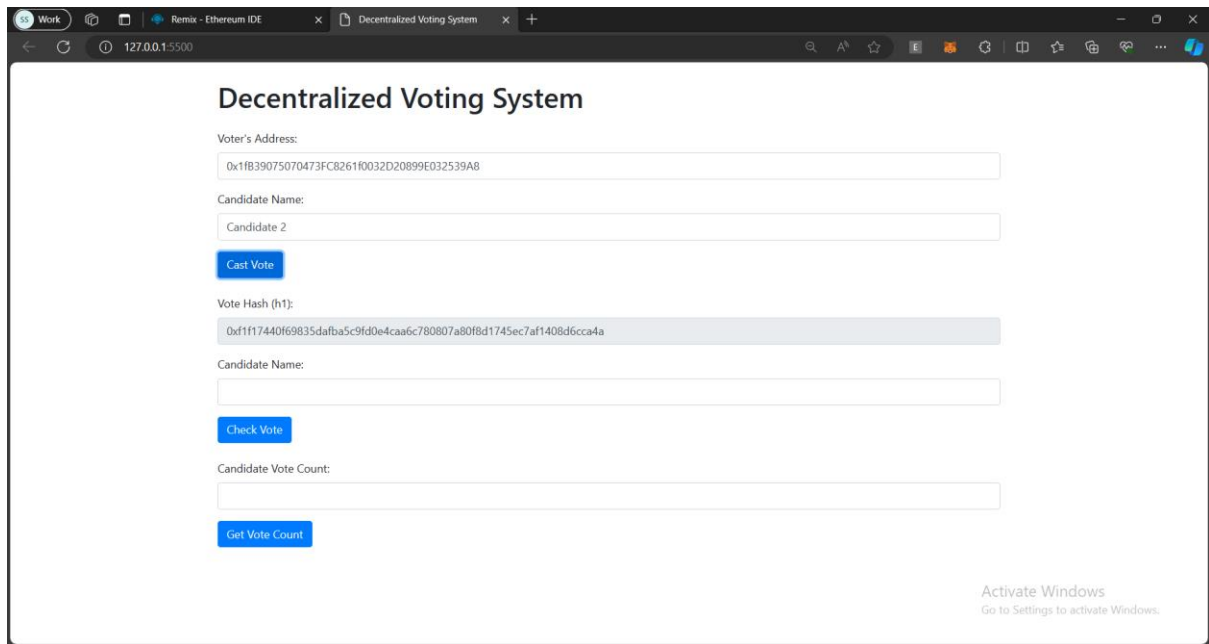 SS Work
Remix - Ethereum IDE
Decentralized Voting System
127.0.0.1:5500
Decentralized Voting System
Voter's Address:
0x1fB39075070473FC8261f0032D20899E032539A8
Candidate Name:
Candidate 2
Cast Vote
Vote Hash (h1):
0xf1f17440f69835dafba5c9fd0e4caa6c780807a80f8d1745ec7af1408d6cca4a
Candidate Name:
Check Vote
Candidate Vote Count:
Get Vote Count
Activate Windows
Go to Settings to activate Windows.